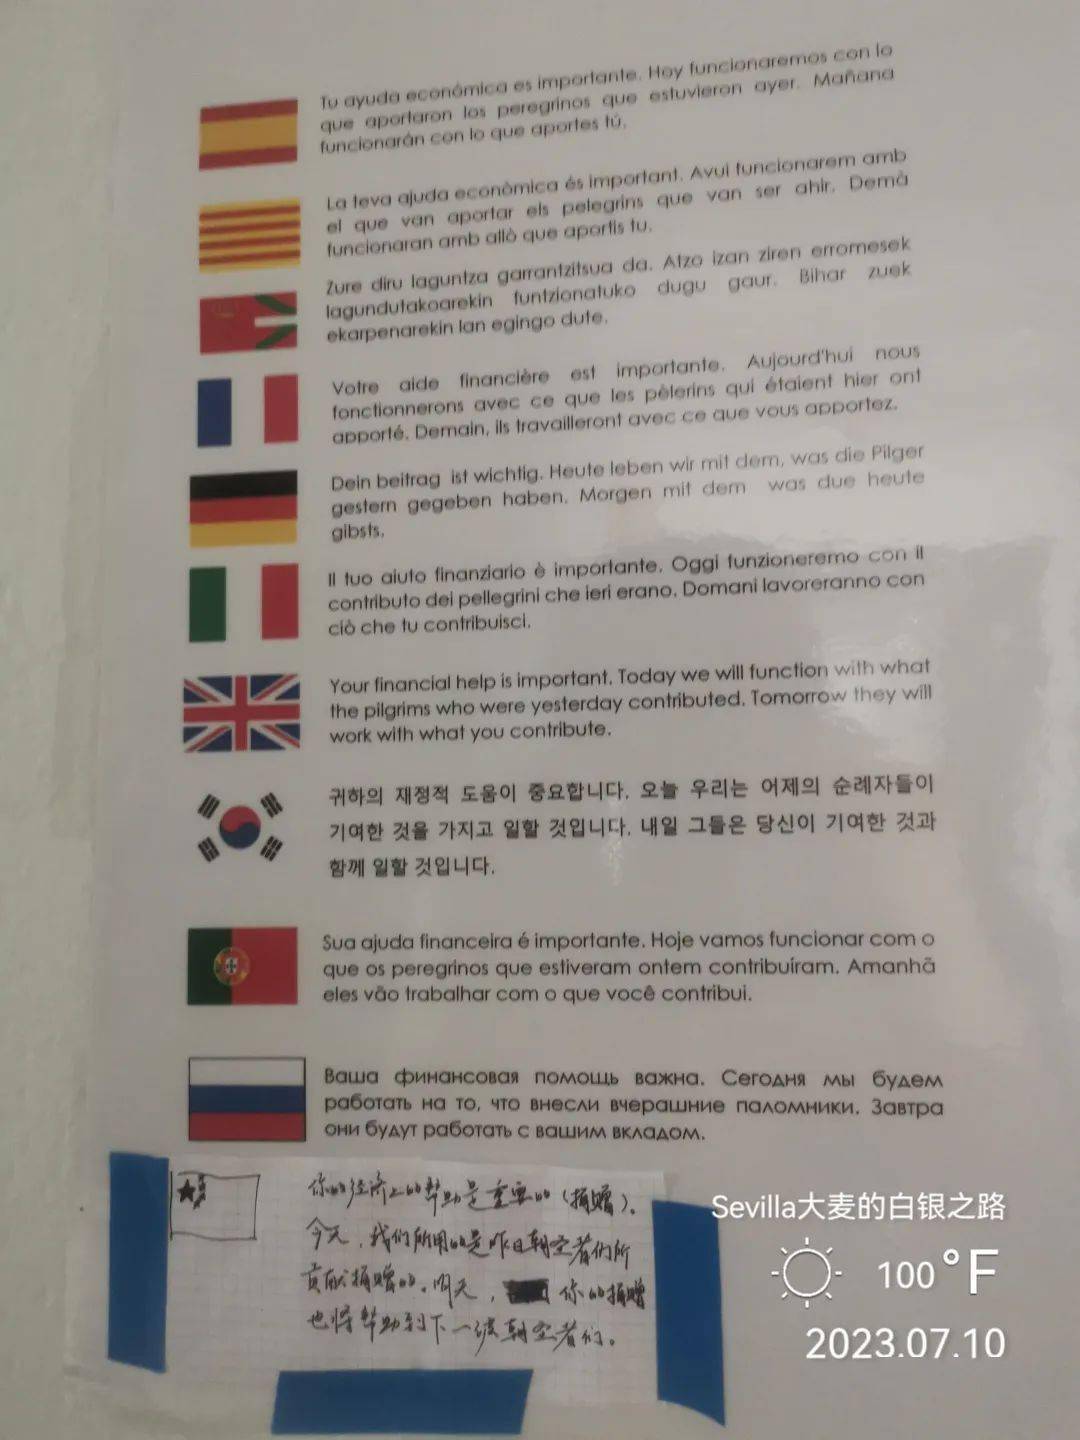 Tu ayuda económica es importante. Hoy funcionaremos con lo
que aportaron los peregrinos que estuvieron ayer. Mañana
funcionarán con lo que aportes tú.
La teva ajuda econòmica és important. Avui funcionarem amb
el que van aportar els pelegrins que van ser ahir. Demà
funcionaran amb allò que aportis tu.
Zure diru laguntza garrantzitsua da. Atzo izan ziren erromesek
lagundutakoarekin funtzionatuko dugu gaur. Bihar zuek
ekarpenarekin lan egingo dute.
Votre aide financière est importante. Aujourd'hui nous
fonctionnerons avec ce que les pèlerins qui étaient hier ont
apporté. Demain, ils travailleront avec ce que vous apportez.
Dein beitrag ist wichtig. Heute leben wir mit dem, was die Pilger
gestern gegeben haben. Morgen mit dem was due heute
gibsts.
Il tuo aiuto finanziario è importante. Oggi funzioneremo con il
contributo dei pellegrini che ieri erano. Domani lavoreranno con
ciò che tu contribuisci.
Your financial help is important. Today we will function with what
the pilgrims who were yesterday contributed. Tomorrow they will
work with what you contribute.
귀하의 재정적 도움이 중요합니다. 오늘 우리는 어제의 순례자들이
기여한 것을 가지고 일할 것입니다. 내일 그들은 당신이 기여한 것과
함께 일할 것입니다.
Sua ajuda financeira é importante. Hoje vamos funcionar com o
que os peregrinos que estiveram ontem contribuíram. Amanhã
eles vão trabalhar com o que você contribui.
Ваша финансовая помощь важна. Сегодня мы будем
работать на то, что внесли вчерашние паломники. Завтра
они будут работать с вашим вкладом.
你的经济上的帮助是重要的（捐赠）。
今天，我们所用的是昨日朝圣者们所
贡献捐赠的。明天，你的捐赠
也将帮助到下一波朝圣者们。
Sevilla大麦的白银之路
100°F
2023.07.10